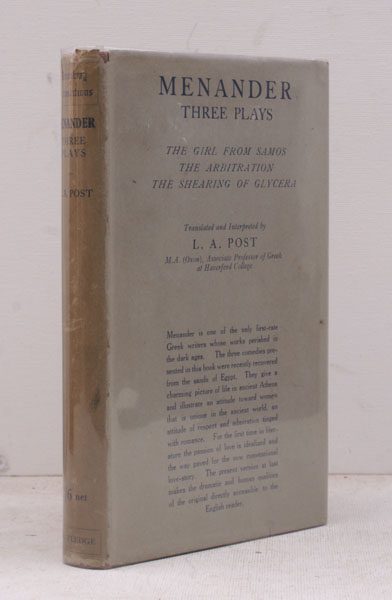 MENANDER
THREE
PLAYS
L. A. POST
6 net
MENANDER
THREE PLAYS
THE GIRL FROM SAMOS
THE ARBITRATION
THE SHEARING OF GLYCERA
Translated and Interpreted by
L. A. POST
M.A. (Oxon), Associate Professor of Greek
at Haverford College
Menander is one of the only first-rate
Greek writers whose works perished in
the dark ages. The three comedies pre-
sented in this book were recently recovered
from the sands of Egypt. They give a
charming picture of life in ancient Athens
and illustrate an attitude toward women
that is unique in the ancient world, an
attitude of respect and admiration tinged
with romance. For the first time in liter-
ature the passion of love is idealized and
the way paved for the now conventional
love-story. The present version at last
makes the dramatic and human qualities
of the original directly accessible to the
English reader.